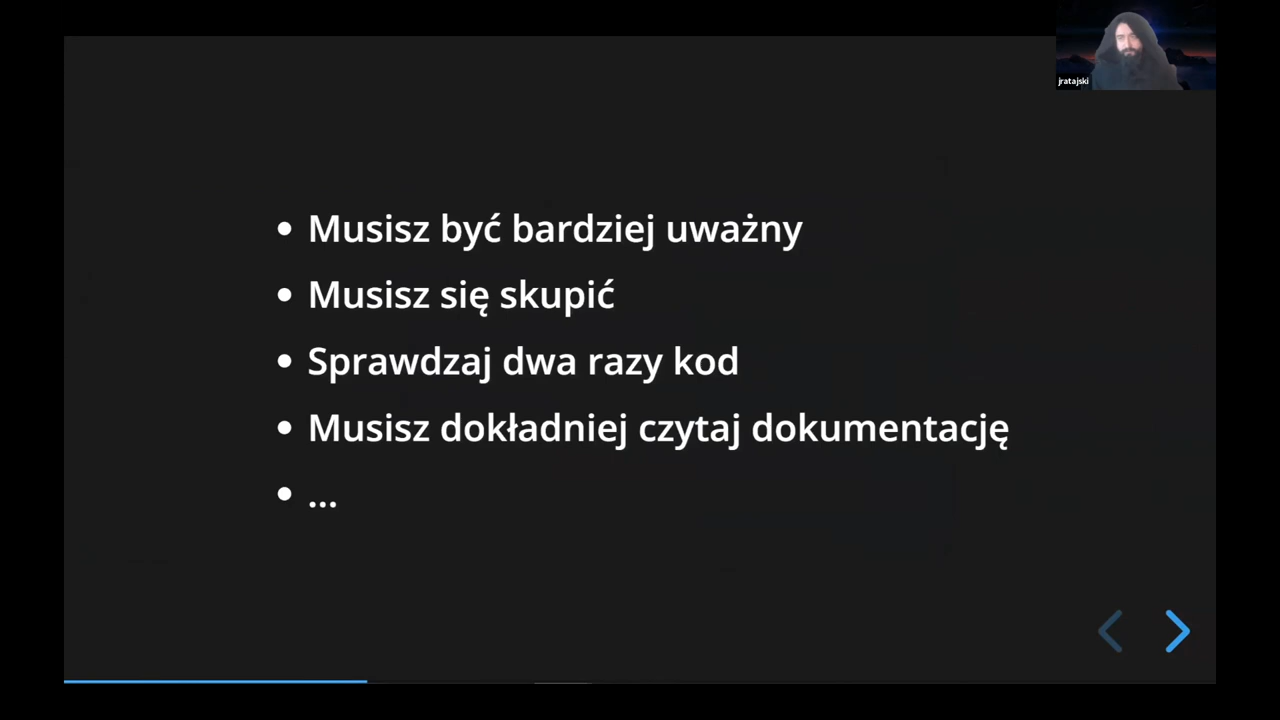 jratajski
• Musisz być bardziej uważny
• Musisz się skupić
• Sprawdzaj dwa razy kod
• Musisz dokładniej czytaj dokumentację
• ...